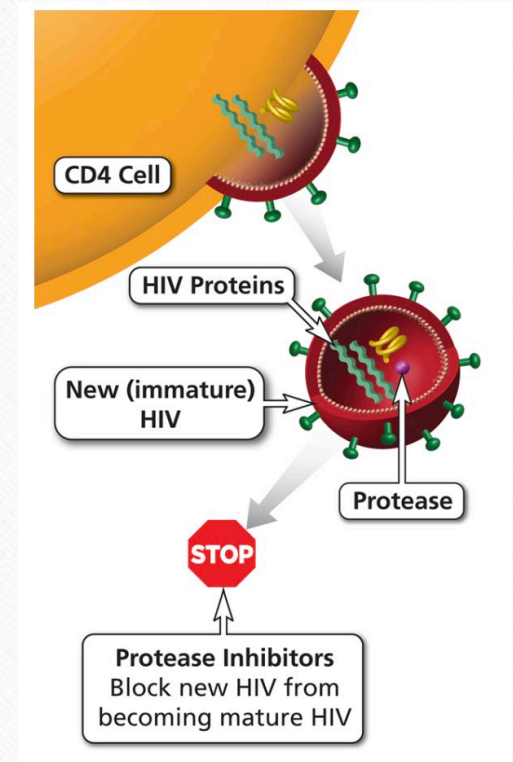 CD4 Cell
HIV Proteins
New (immature)
HIV
Protease
STOP
Protease Inhibitors
Block new HIV from
becoming mature HIV